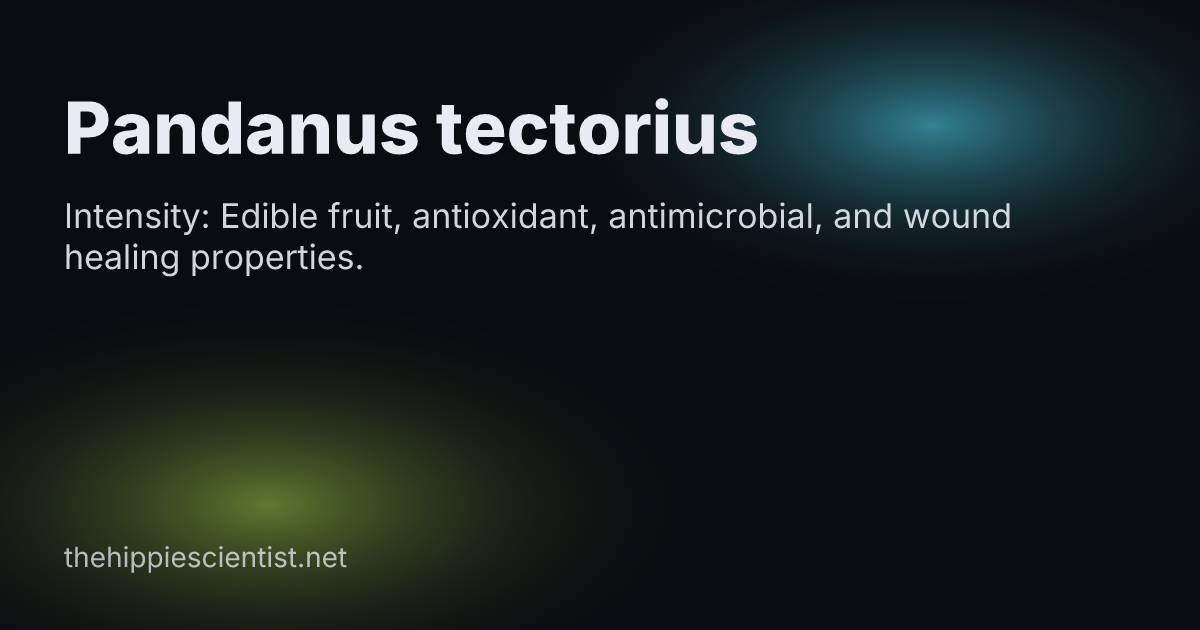 Pandanus tectorius
Intensity: Edible fruit, antioxidant, antimicrobial, and wound
healing properties.
thehippiescientist.net